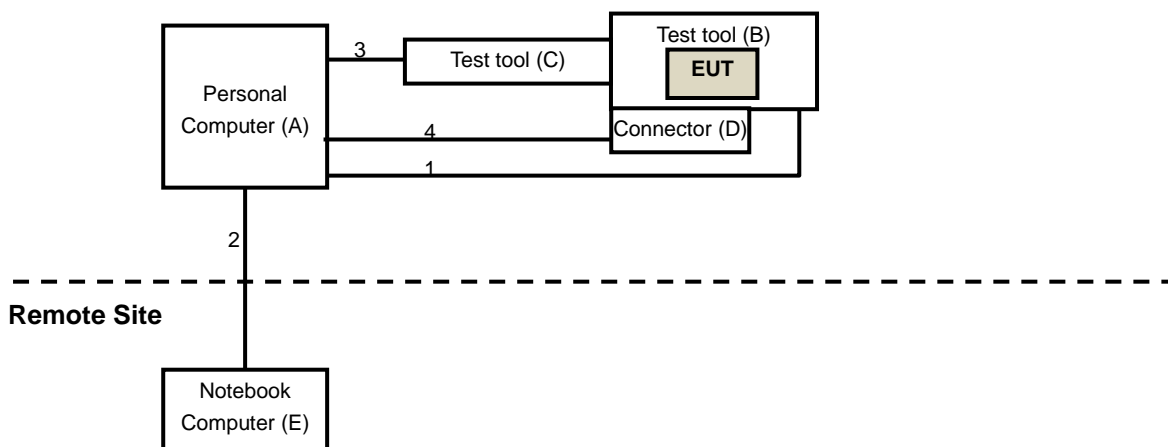 Test tool (B)
3
Test tool (C)
EUT
Personal
Computer (A)
4
Connector (D)
1
2
Remote Site
Notebook
Computer (E)